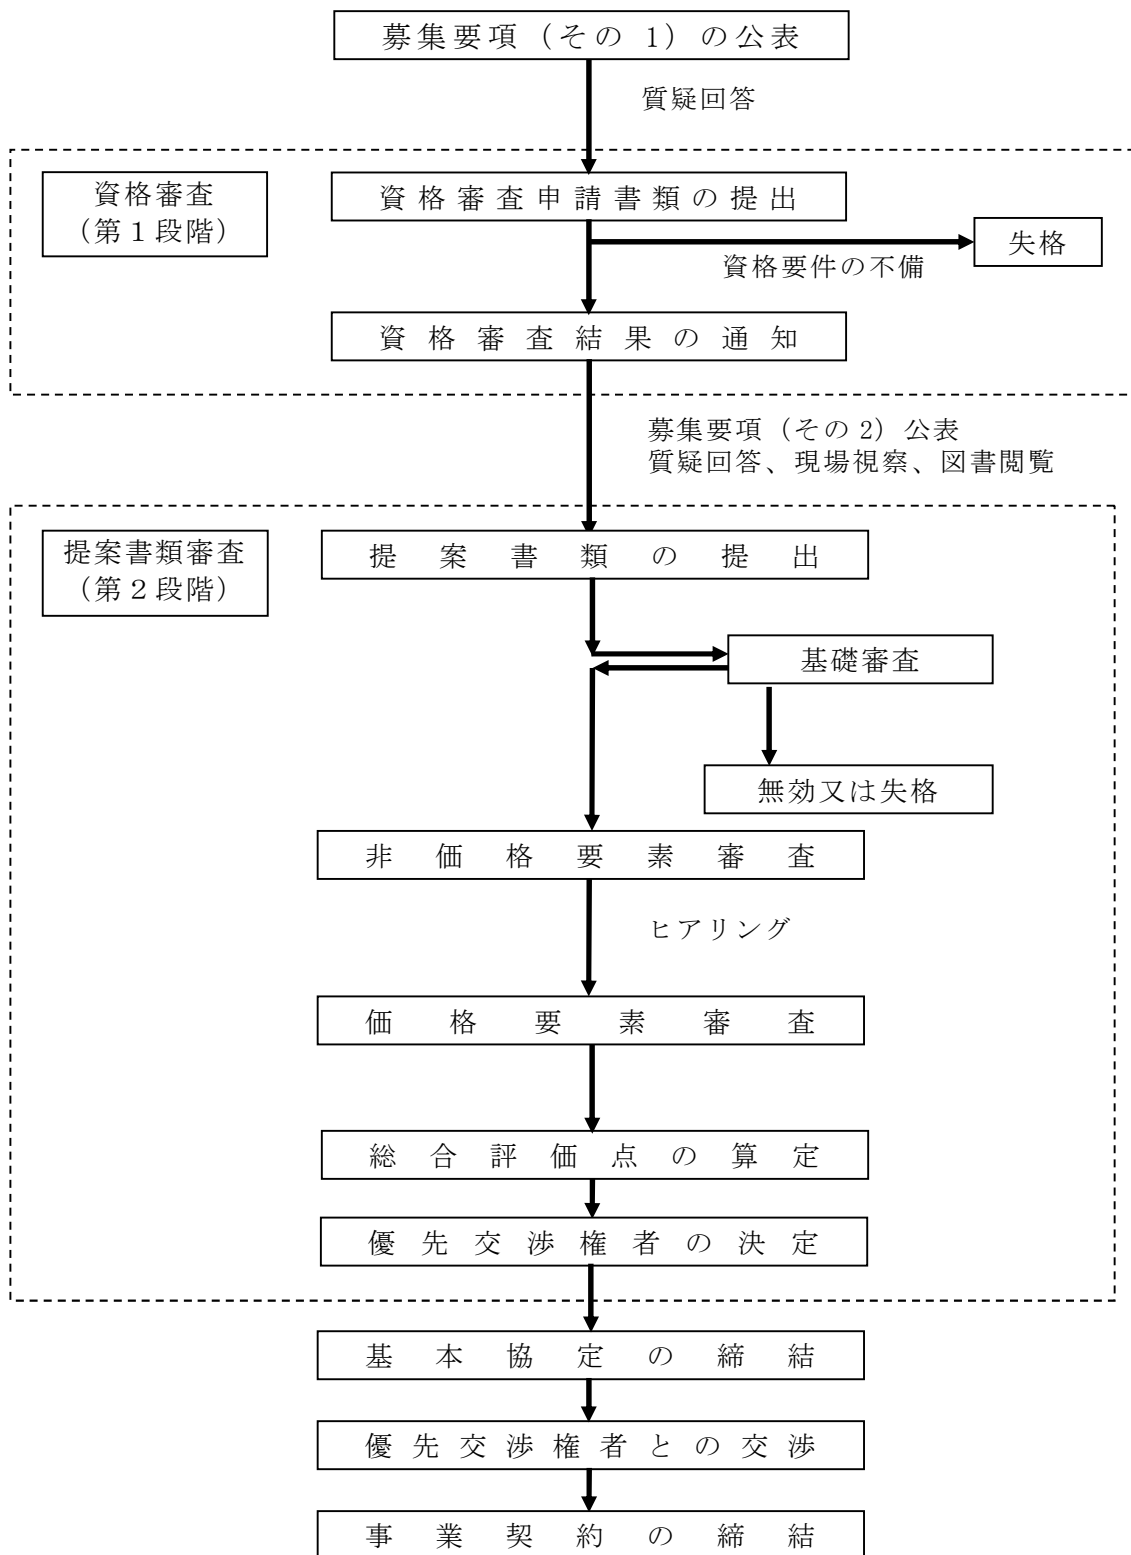 募集要項（その 1）の公表
質疑回答
資格審査
（第１段階）
資格審査申請書類の提出
失格
資格要件の不備
資格審査結果の通知
募集要項（その 2）公表
質疑回答、現場視察、図書閲覧
提案書類審査
（第２段階）
提案書類の提出
基礎審査
無効又は失格
非価格要素審査
ヒアリング
価格要素審査
総合評価点の算定
優先交渉権者の決定
基本協定の締結
優先交渉権者との交渉
事業契約の締結